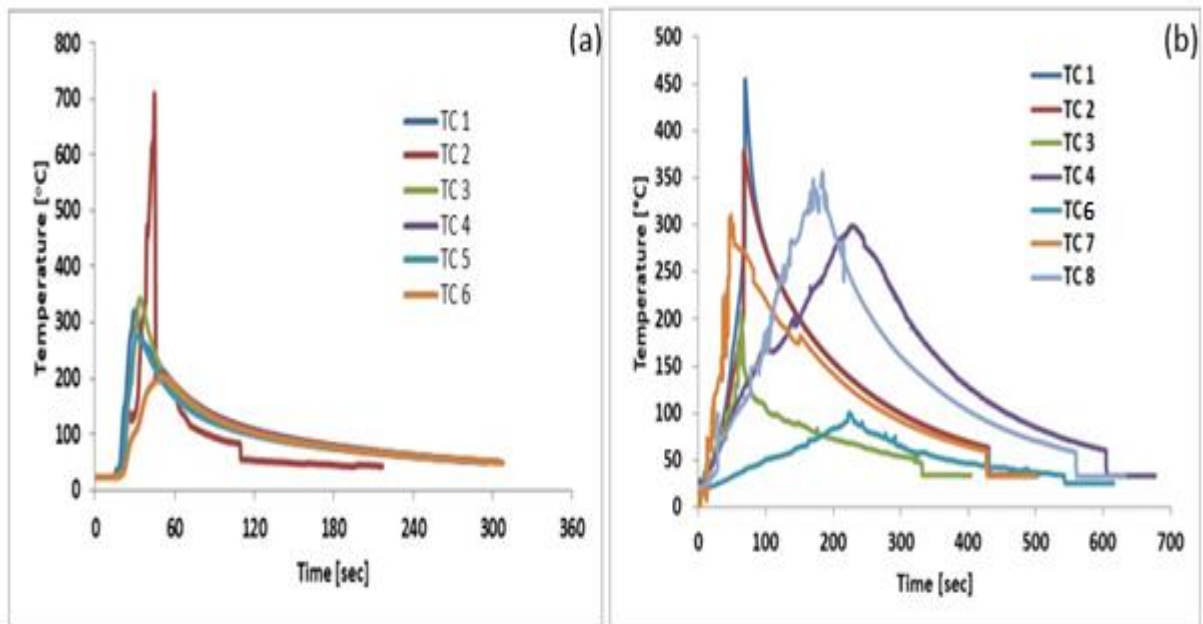 (a)
Temperature [°C]
800
700
600
500
400
300
200
100
0
TC 1
TC 2
TC 3
TC 4
TC 5
TC 6
0 60 120 180 240 300 360
Time [sec]
(b)
Temperature [°C]
500
450
400
350
300
250
200
150
100
50
0
TC 1
TC 2
TC 3
TC 4
TC6
TC 7
TC 8
0 100 200 300 400 500 600 700
Time [sec]